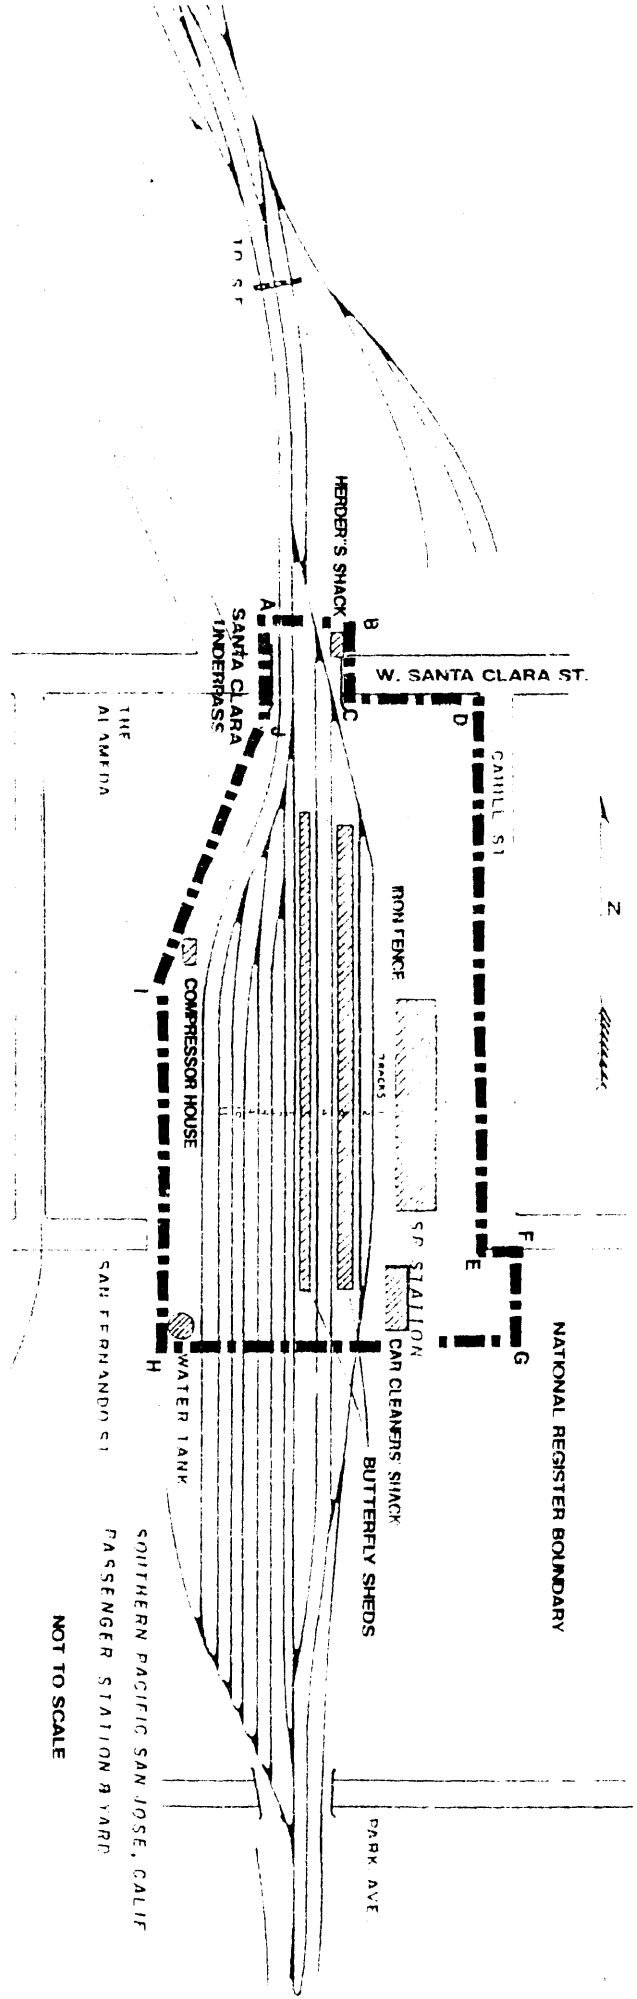 TO S F
HERDER"S SHACK
A
B
SANTA CLARA
UNDERPASS
W. SANTA CLARA ST.
C
D
J
THE
ALAMEDA
CAHILL ST
N
IRON FENCE
I
COMPRESSOR HOUSE
TRACKS
S P STATION
E
F
G
H
WATER TANK
SAN FERNANDO ST
CAR CLEANERS' SHACK
BUTTERFLY SHEDS
NATIONAL REGISTER BOUNDARY
SOUTHERN PACIFIC SAN JOSE, CALIF
PASSENGER STATION & YARD
NOT TO SCALE
PARK AVE